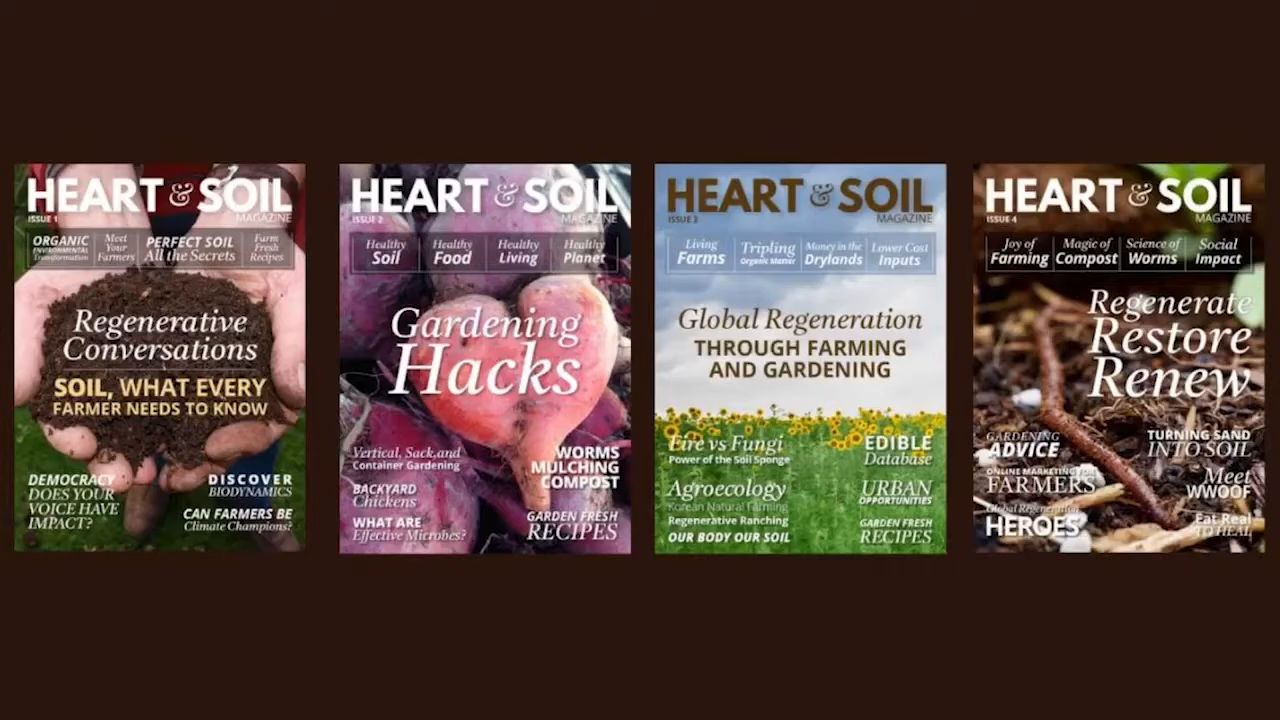 HEART & SOIL
ISSUE 1
MAGAZINE
ORGANIC
ENVIRONMENTAL
Transformation
Meet
Your
Farmers
PERFECT SOIL
All the Secrets
Farm
Fresh
Recipes
Regenerative
Conversations
SOIL, WHAT EVERY
FARMER NEEDS TO KNOW
DEMOCRACY
DOES YOUR
VOICE HAVE
IMPACT?
DISCOVER
BIODYNAMICS
CAN FARMERS BE
Climate Champions?
HEART & SOIL
ISSUE 2
MAGAZINE
Healthy
Soil
Healthy
Food
Healthy
Living
Healthy
Planet
Gardening
Hacks
Vertical, Sack,and
Container Gardening
BACKYARD
Chickens
WHAT ARE
Effective Microbes?
WORMS
MULCHING
COMPOST
GARDEN FRESH
RECIPES
HEART & SOIL
ISSUE 3
MAGAZINE
Living
Farms
Tripling
Organic Matter
Money in the
Drylands
Lower Cost
Inputs
Global Regeneration
THROUGH FARMING
AND GARDENING
Fire vs Fungi
Power of the Soil Sponge
Agroecology
Korean Natural Farming
Regenerative Ranching
OUR BODY OUR SOIL
EDIBLE
Database
URBAN
OPPORTUNITIES
GARDEN FRESH
RECIPES
HEART & SOIL
ISSUE 4
MAGAZINE
Joy of
Farming
Magic of
Compost
Science of
Worms
Social
Impact
Regenerate
Restore
Renew
GARDENING
ADVICE
ONLINE MARKETING FOR
FARMERS
Global Regeneration
HEROES
TURNING SAND
INTO SOIL
Meet
WWOOF
Eat Real
TO HEAL